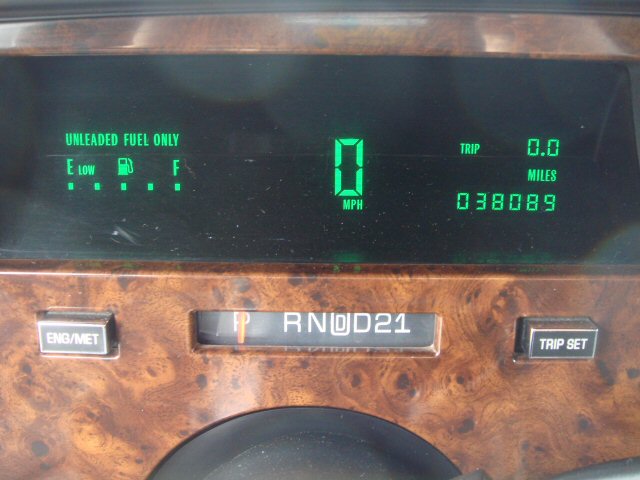 UNLEADED FUEL ONLY
E LOW F
0
MPH
TRIP 0.0
MILES
038089
ENG/MET
P RN D D21
TRIP SET